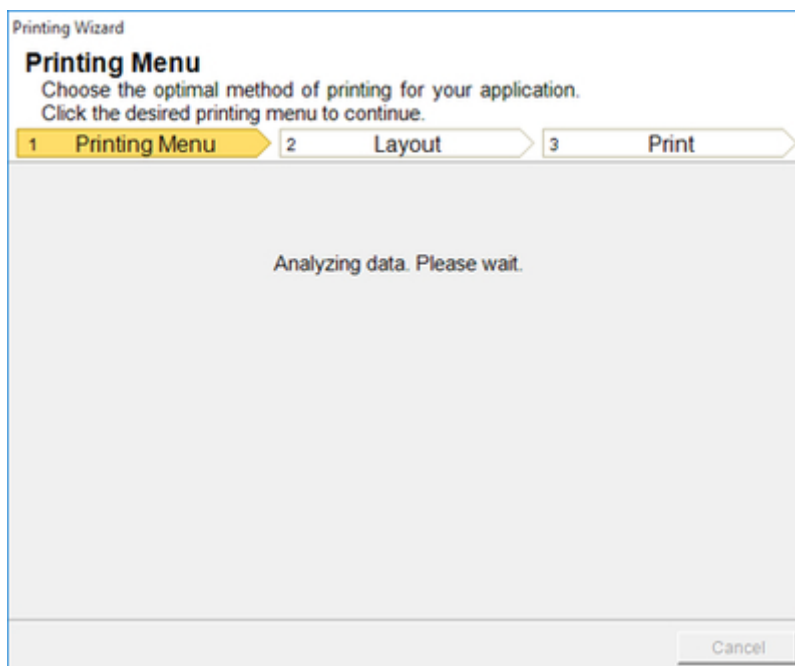 Printing Wizard
Printing Menu
Choose the optimal method of printing for your application.
Click the desired printing menu to continue.
1 Printing Menu 2 Layout 3 Print
Analyzing data. Please wait.
Cancel